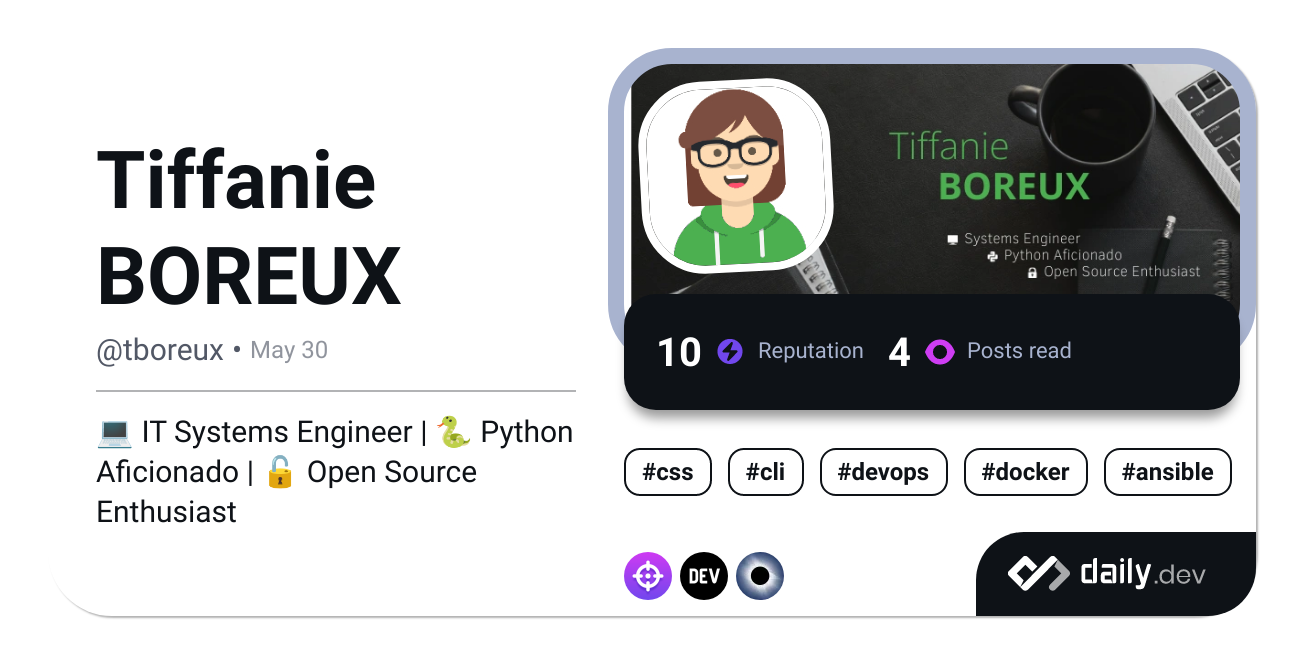 Tiffanie
BOREUX
@tboreux • May 30
💻 IT Systems Engineer | 🐍 Python
Aficionado | 🔓 Open Source
Enthusiast
Tiffanie
BOREUX
Systems Engineer
Python Aficionado
Open Source Enthusiast
10 Reputation 4 Posts read
#css #cli #devops #docker #ansible
DEV
daily.dev